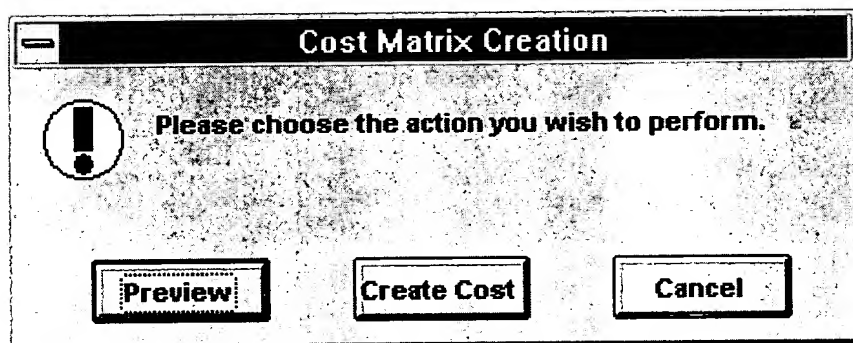 Cost Matrix Creation
Please choose the action you wish to perform.
Preview Create Cost Cancel